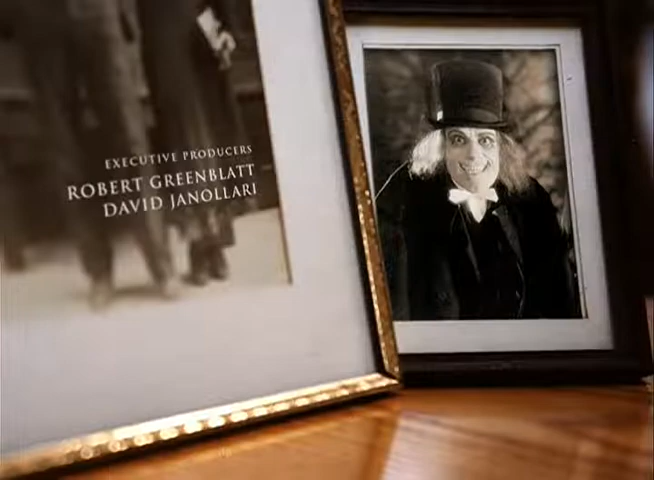 EXECUTIVE PRODUCERS
ROBERT GREENBLATT
DAVID JANOLLARI